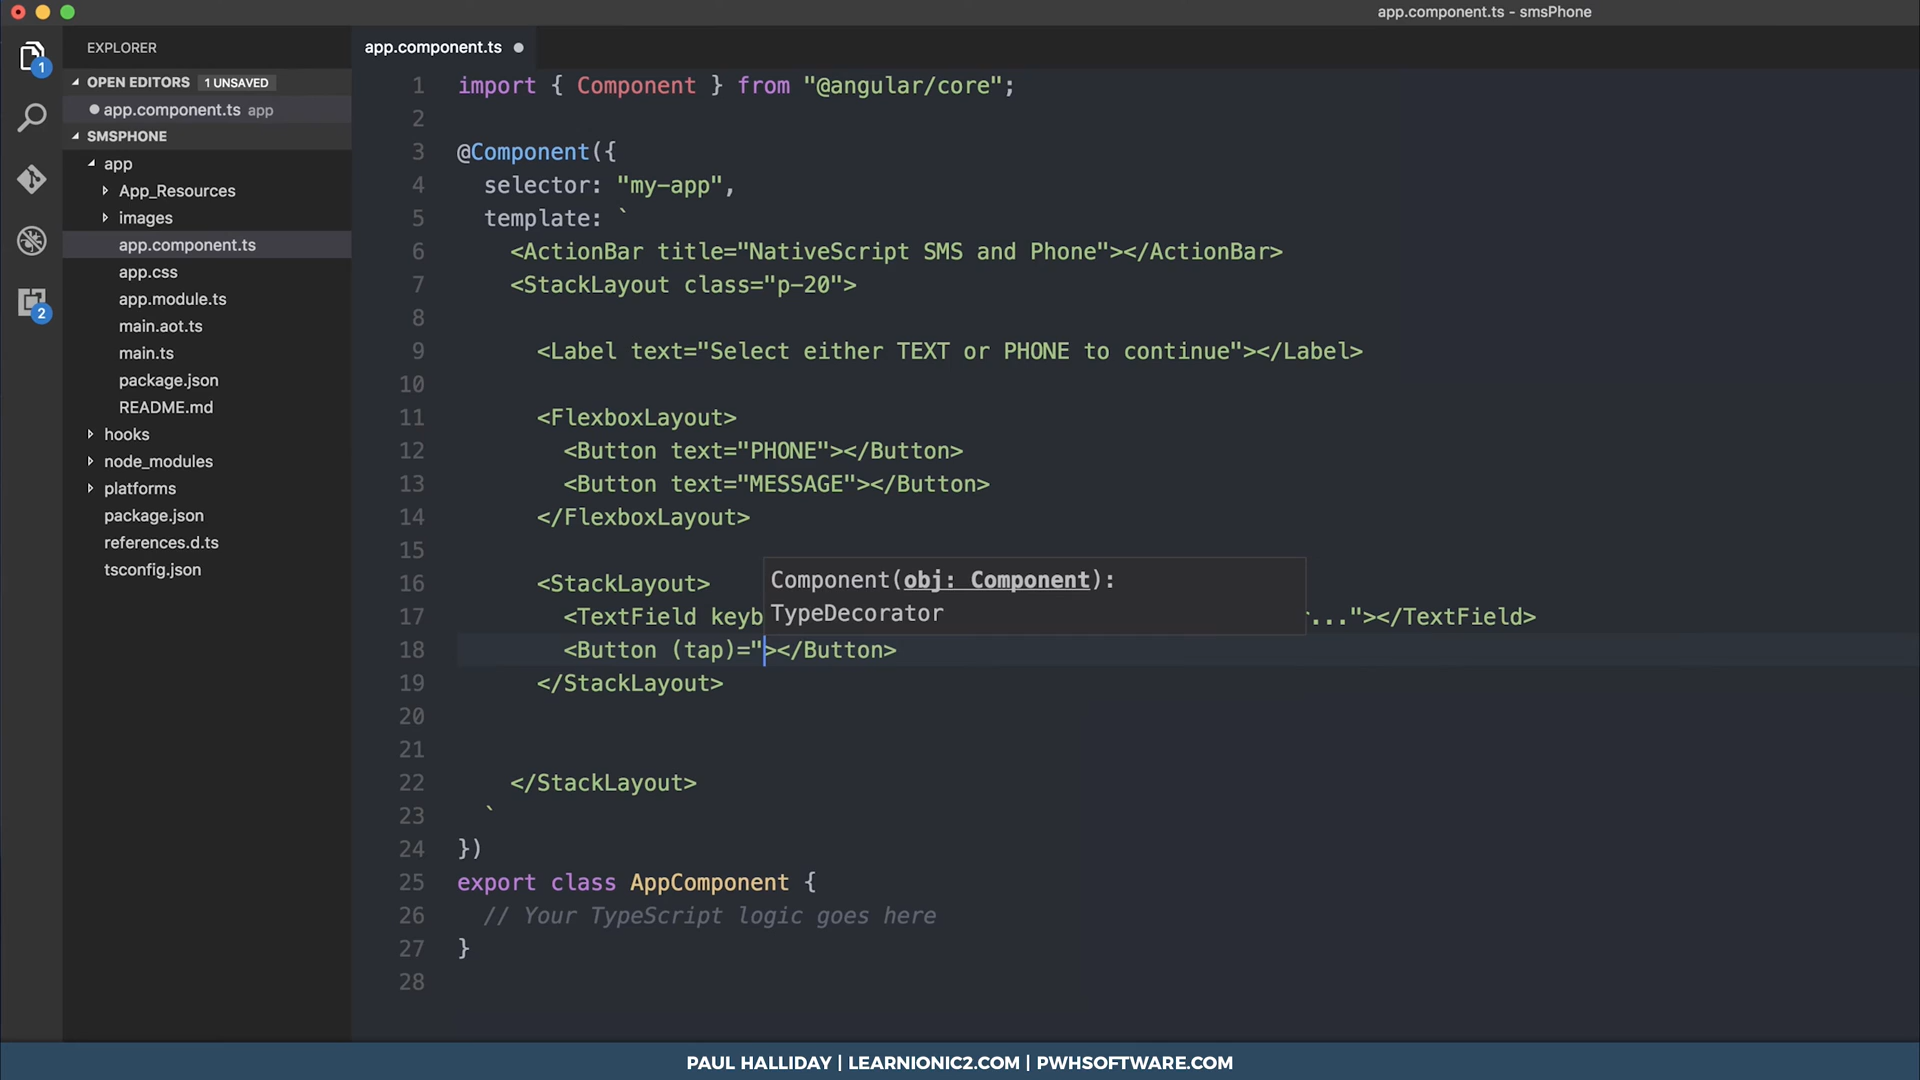 app.component.ts - smsPhone
EXPLORER
OPEN EDITORS 1 UNSAVED
app.component.ts app
SMSPHONE
app
App_Resources
images
app.component.ts
app.css
app.module.ts
main.aot.ts
main.ts
package.json
README.md
hooks
node_modules
platforms
package.json
references.d.ts
tsconfig.json
1
2
app.component.ts
1 import { Component } from "@angular/core";
2
3 @Component({
4 selector: "my-app",
5 template: `
6 <ActionBar title="NativeScript SMS and Phone"></ActionBar>
7 <StackLayout class="p-20">
8
9 <Label text="Select either TEXT or PHONE to continue"></Label>
10
11 <FlexboxLayout>
12 <Button text="PHONE"></Button>
13 <Button text="MESSAGE"></Button>
14 </FlexboxLayout>
15
Component(obj: Component):
TypeDecorator
16 <StackLayout>
17 <TextField keyb ..."></TextField>
18 <Button (tap)="></Button>
19 </StackLayout>
20
21
22 </StackLayout>
23 `
24 })
25 export class AppComponent {
26 // Your TypeScript logic goes here
27 }
28
PAUL HALLIDAY | LEARNIONIC2.COM | PWHSOFTWARE.COM